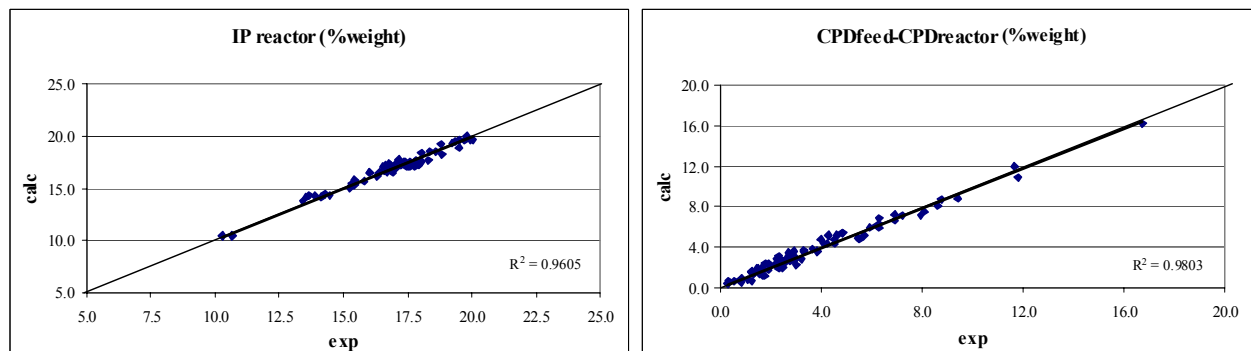 IP reactor (%weight)
25.0
20.0
15.0
10.0
5.0
calc
R² = 0.9605
5.0 7.5 10.0 12.5 15.0 17.5 20.0 22.5 25.0
exp
CPDfeed-CPDreactor (%weight)
20.0
16.0
12.0
8.0
4.0
0.0
calc
R² = 0.9803
0.0 4.0 8.0 12.0 16.0 20.0
exp